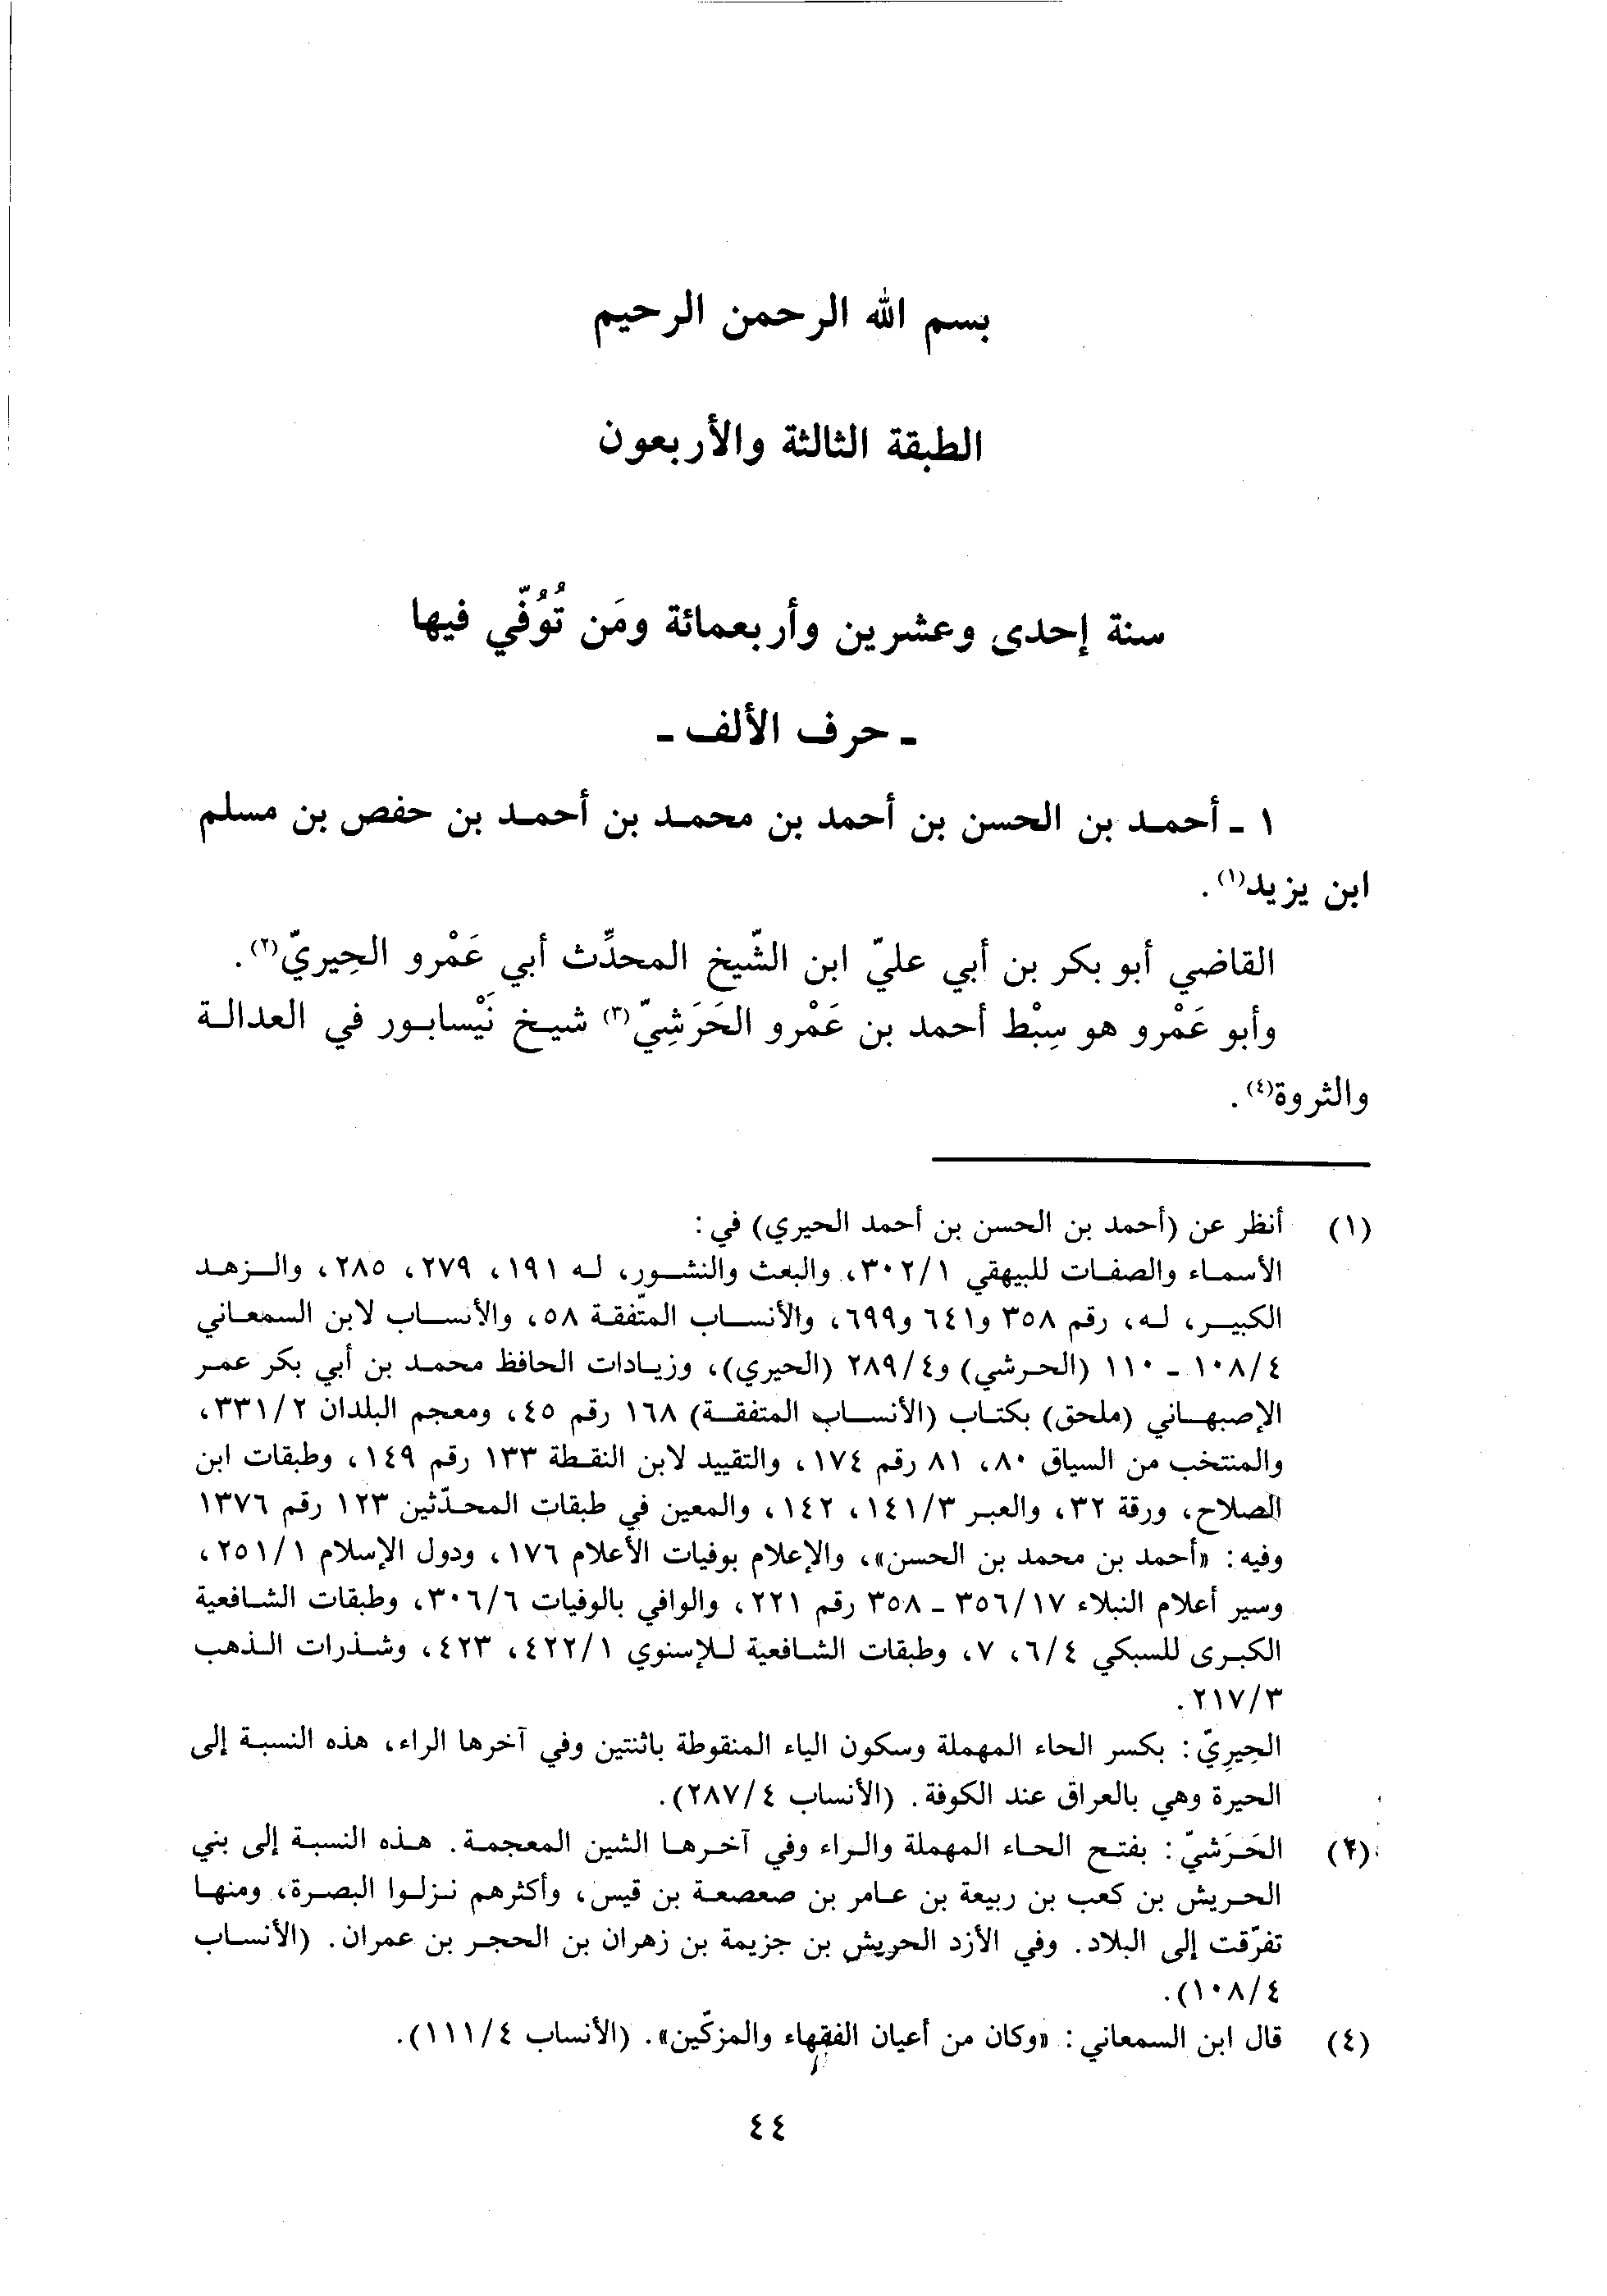 بسم الله الرحمن الرحيم
الطبقة الثالثة والأربعون
سنة إحدى وعشرين وأربعمائة ومَن تُوُفّي فيها
ـ حرف الألف ـ
١ ـ أحمد بن الحسن بن أحمد بن محمد بن أحمد بن حفص بن مسلم
ابن يزيد(١).
القاضي أبو بكر بن أبي عليّ ابن الشّيخ المحدِّث أبي عَمْرو الحِيريّ(٢).
وأبو عَمْرو هو سِبْط أحمد بن عَمْرو الحَرَشِيّ(٣) شيخ نَيْسابور في العدالة
والثروة(٤).
(١) أنظر عن (أحمد بن الحسن بن أحمد الحيري) في:
الأسماء والصفات للبيهقي ٣٠٢/١، والبعث والنشور، له ١٩١، ٢٧٩، ٢٨٥، والزهد
الكبير، له، رقم ٣٥٨ و٦٤١ و٦٩٩، والأنساب المتّفقة ٥٨، والأنساب لابن السمعاني
١٠٨/٤ ـ ١١٠ (الحرشي) و٢٨٩/٤ (الحيري)، وزيادات الحافظ محمد بن أبي بكر عمر
الإصبهاني (ملحق) بكتاب (الأنساب المتفقة) ١٦٨ رقم ٤٥، ومعجم البلدان ٣٣١/٢،
والمنتخب من السياق ٨٠، ٨١ رقم ١٧٤، والتقييد لابن النقطة ١٣٣ رقم ١٤٩، وطبقات ابن
الصلاح، ورقة ٣٢، والعبر ١٤١/٣، ١٤٢، والمعين في طبقات المحدّثين ١٢٣ رقم ١٣٧٦
وفيه: «أحمد بن محمد بن الحسن»، والإعلام بوفيات الأعلام ١٧٦، ودول الإسلام ٢٥١/١،
وسير أعلام النبلاء ٣٥٦/١٧ ـ ٣٥٨ رقم ٢٢١، والوافي بالوفيات ٣٠٦/٦، وطبقات الشافعية
الكبرى للسبكي ٦/٤، ٧، وطبقات الشافعية للإسنوي ٤٢٢/١، ٤٢٣، وشذرات الذهب
٢١٧/٣.
الحِيرِيّ: بكسر الحاء المهملة وسكون الياء المنقوطة باثنتين وفي آخرها الراء، هذه النسبة إلى
الحيرة وهي بالعراق عند الكوفة. (الأنساب ٢٨٧/٤).
(٣) الحَرَشيّ: بفتح الحاء المهملة والراء وفي آخرها الشين المعجمة. هذه النسبة إلى بني
الحريش بن كعب بن ربيعة بن عامر بن صعصعة بن قيس، وأكثرهم نزلوا البصرة، ومنها
تفرّقت إلى البلاد. وفي الأزد الحريش بن جزيمة بن زهران بن الحجر بن عمران. (الأنساب
١٠٨/٤).
(٤) قال ابن السمعاني: «وكان من أعيان الفقهاء والمزكّين». (الأنساب ١١١/٤).
٤٤